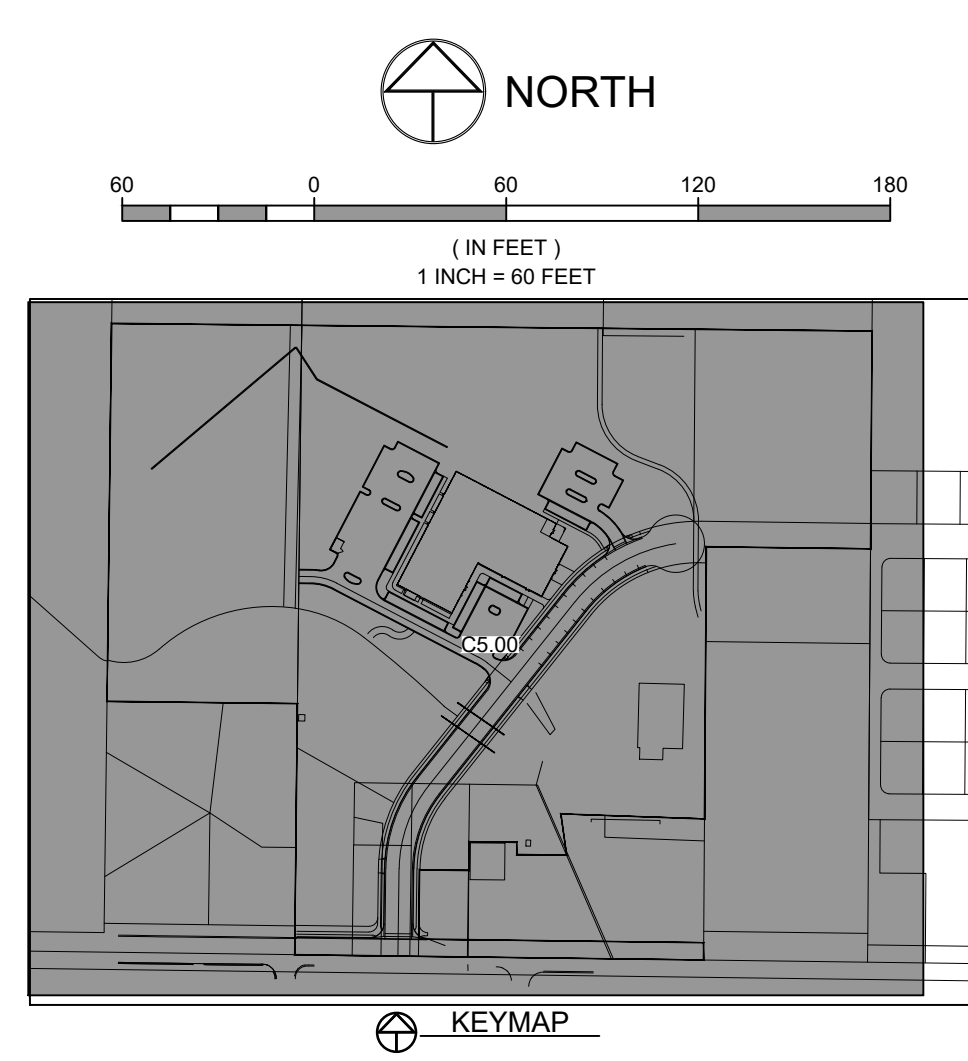 NORTH
60 0 60 120 180
( IN FEET )
1 INCH = 60 FEET
C5.00
KEYMAP